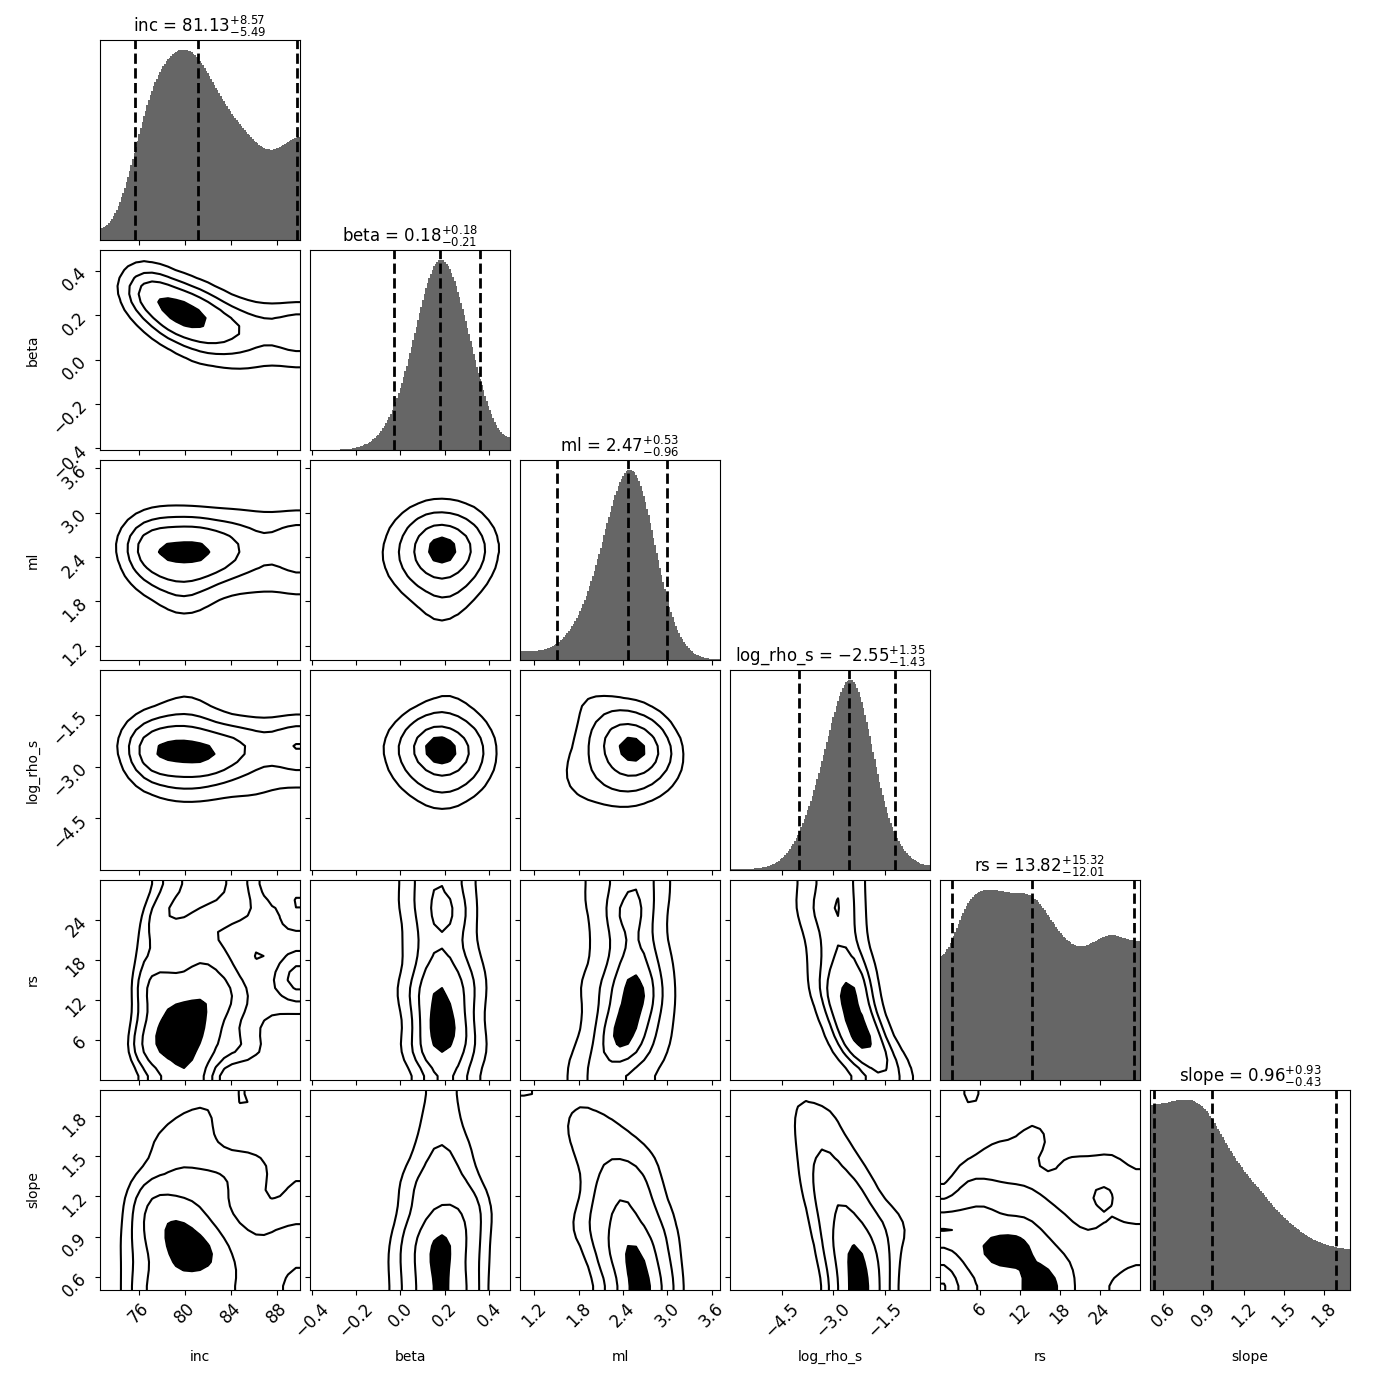 inc = 81.13+8.57−5.49
beta = 0.18+0.18−0.21
0.4
0.2
0.0
−0.2
−0.4
beta
ml = 2.47+0.53−0.96
3.6
3.0
2.4
1.8
1.2
ml
log_rho_s = −2.55+1.35−1.43
−1.5
−3.0
−4.5
log_rho_s
rs = 13.82+15.32−12.01
24
18
12
6
rs
slope = 0.96+0.93−0.43
1.8
1.5
1.2
0.9
0.6
slope
76 80 84 88 −0.4 −0.2 0.0 0.2 0.4 1.2 1.8 2.4 3.0 3.6 −4.5 −3.0 −1.5 6 12 18 24 0.6 0.9 1.2 1.5 1.8
inc beta ml log_rho_s rs slope